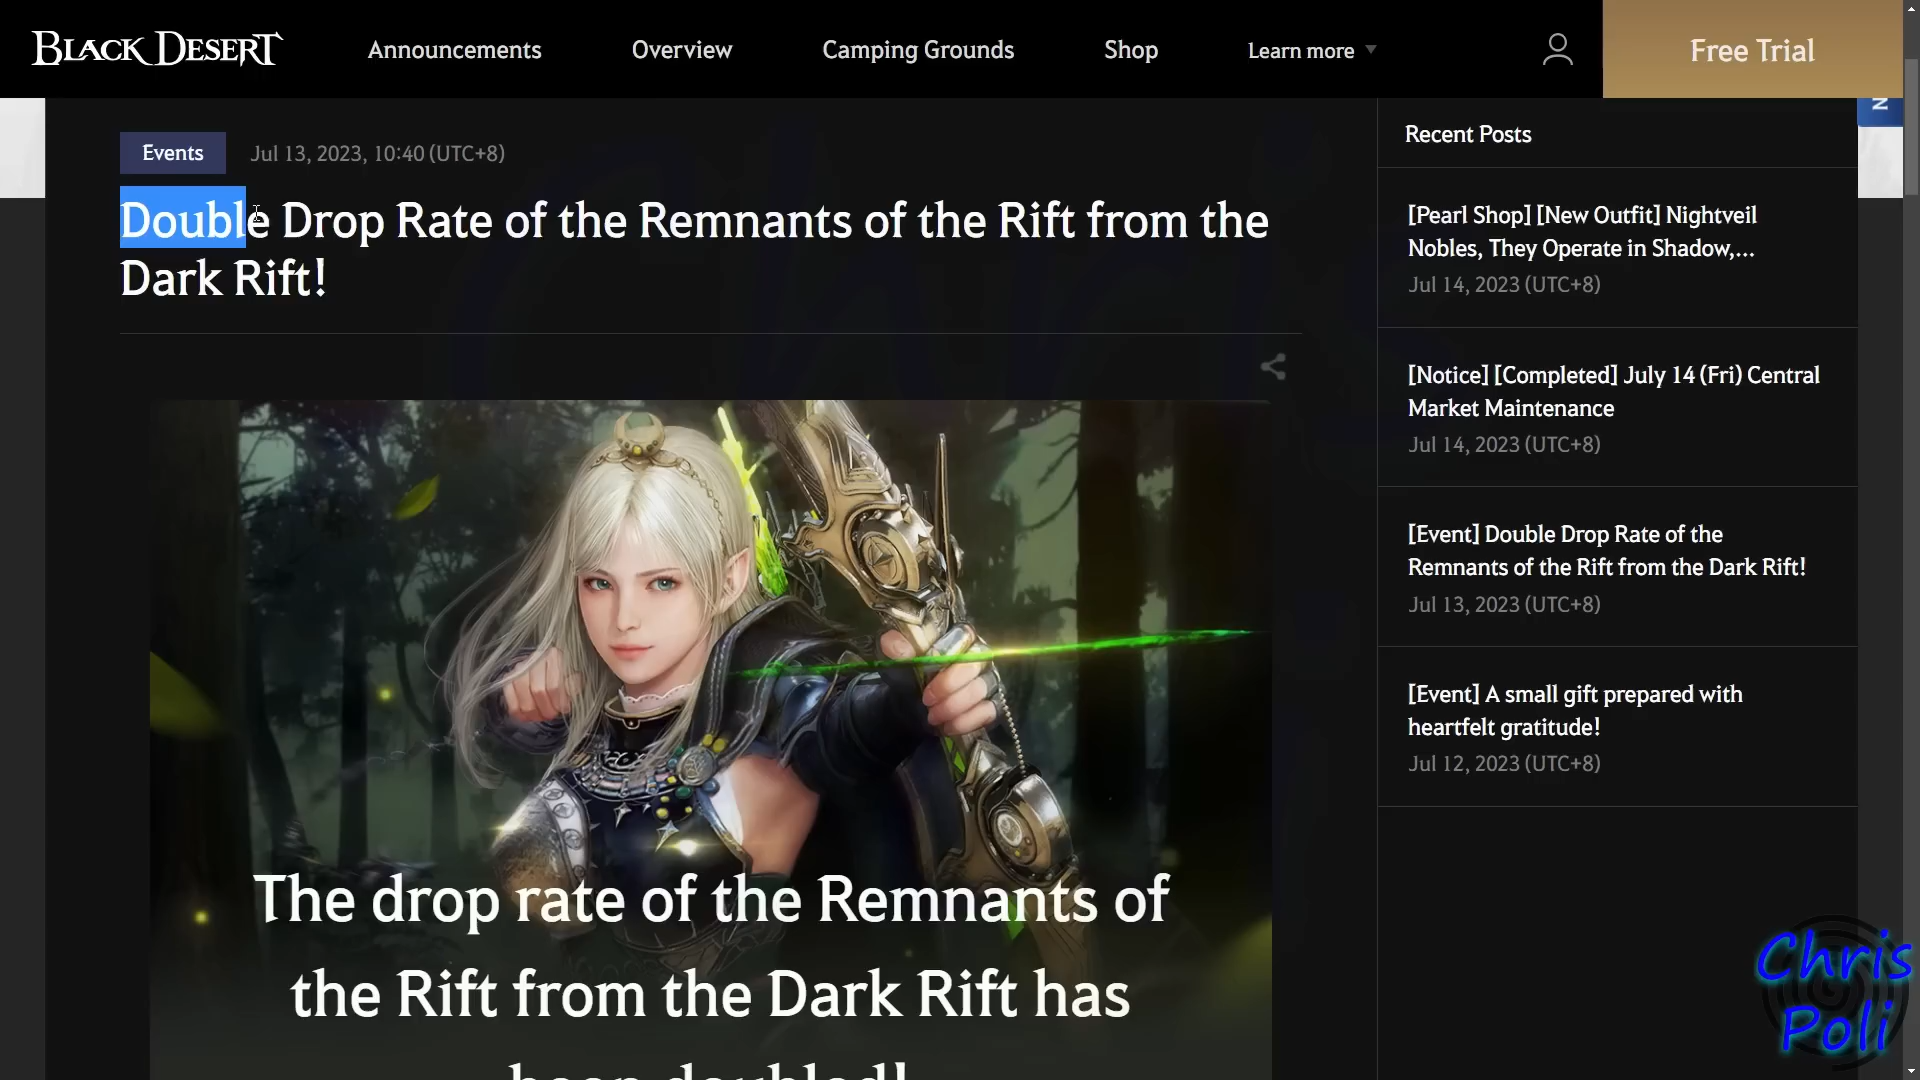 BLACK DESERT
Announcements
Overview
Camping Grounds
Shop
Learn more
Free Trial
N
Events
Jul 13, 2023, 10:40 (UTC+8)
Double Drop Rate of the Remnants of the Rift from the
Dark Rift!
The drop rate of the Remnants of
the Rift from the Dark Rift has
been doubled!
Recent Posts
[Pearl Shop] [New Outfit] Nightveil
Nobles, They Operate in Shadow,...
Jul 14, 2023 (UTC+8)
[Notice] [Completed] July 14 (Fri) Central
Market Maintenance
Jul 14, 2023 (UTC+8)
[Event] Double Drop Rate of the
Remnants of the Rift from the Dark Rift!
Jul 13, 2023 (UTC+8)
[Event] A small gift prepared with
heartfelt gratitude!
Jul 12, 2023 (UTC+8)
Chris
Poli